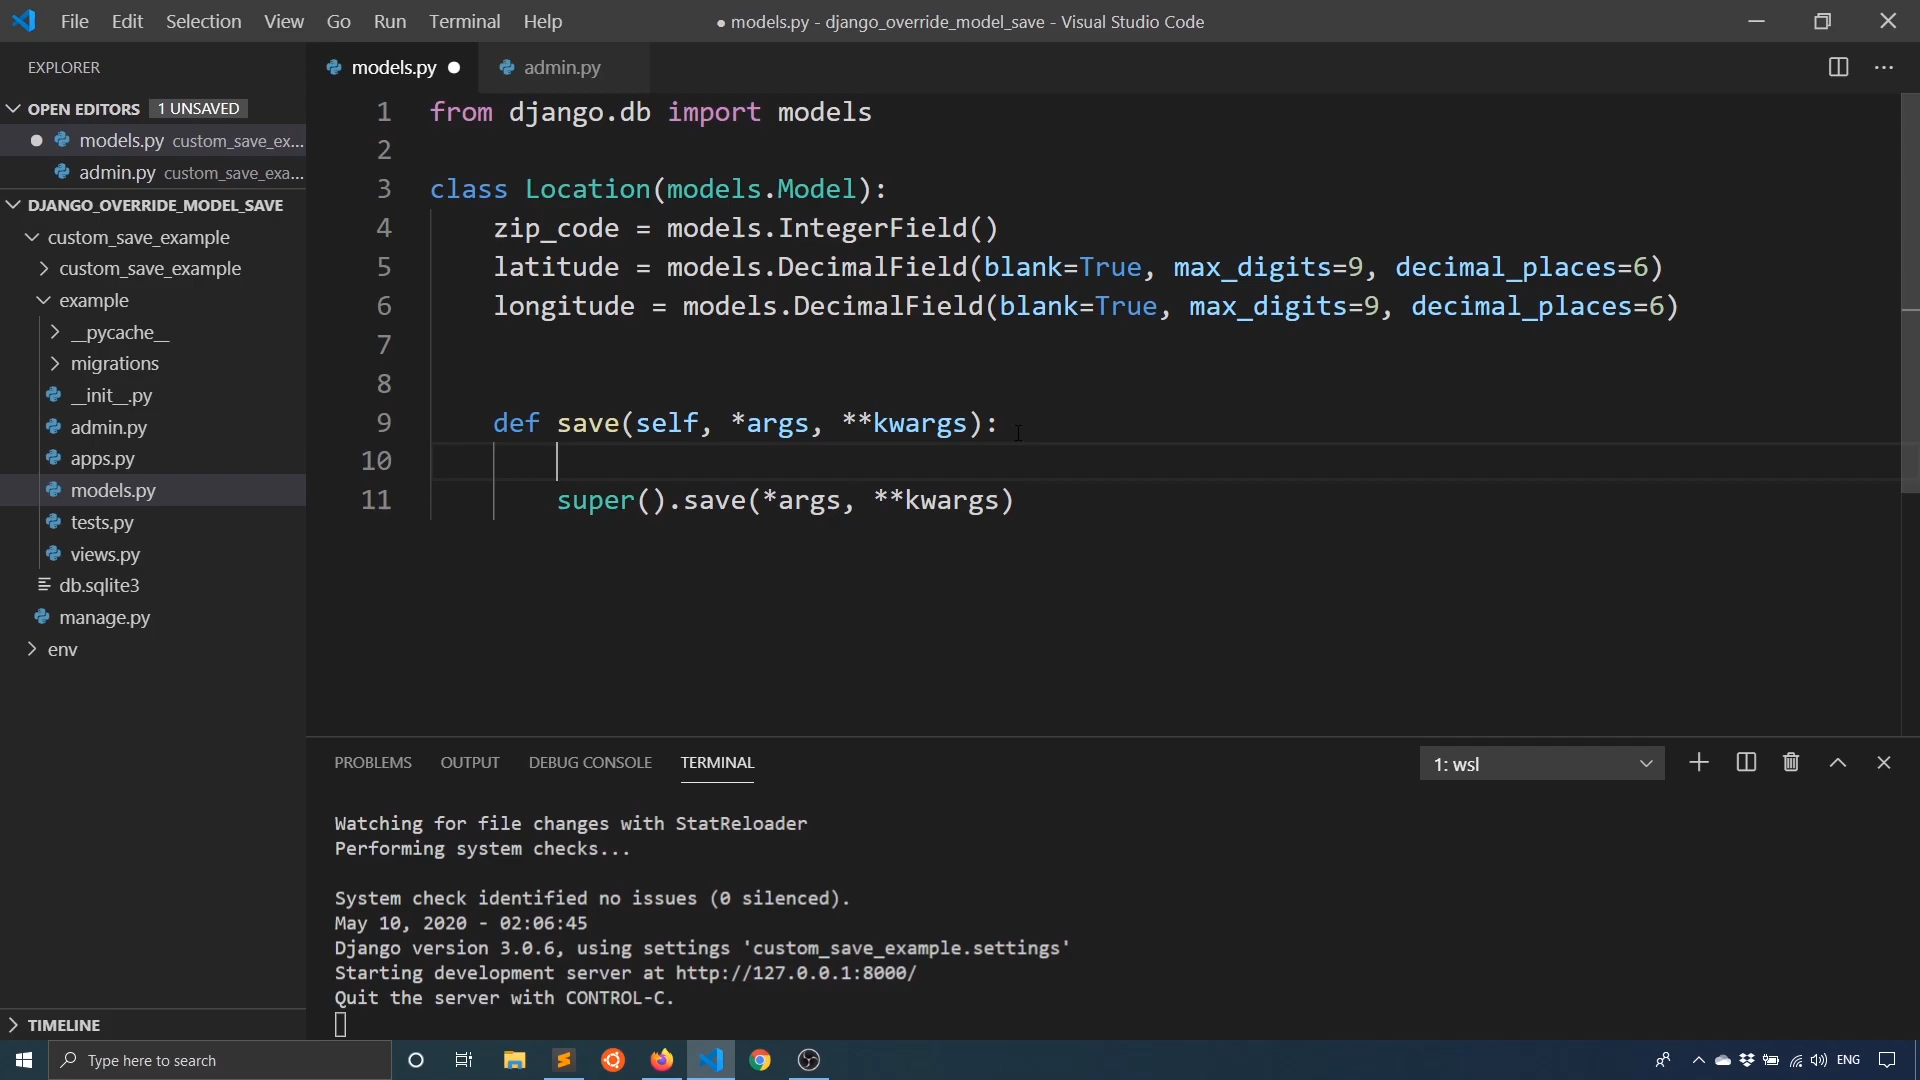 File Edit Selection View Go Run Terminal Help
● models.py - django_override_model_save - Visual Studio Code
EXPLORER
OPEN EDITORS 1 UNSAVED
models.py custom_save_ex...
admin.py custom_save_exa...
DJANGO_OVERRIDE_MODEL_SAVE
custom_save_example
custom_save_example
example
__pycache__
migrations
__init__.py
admin.py
apps.py
models.py
tests.py
views.py
db.sqlite3
manage.py
env
TIMELINE
models.py admin.py
1 from django.db import models
2
3 class Location(models.Model):
4 zip_code = models.IntegerField()
5 latitude = models.DecimalField(blank=True, max_digits=9, decimal_places=6)
6 longitude = models.DecimalField(blank=True, max_digits=9, decimal_places=6)
7
8
9 def save(self, *args, **kwargs):
10
11 super().save(*args, **kwargs)
PROBLEMS OUTPUT DEBUG CONSOLE TERMINAL
1: wsl
Watching for file changes with StatReloader
Performing system checks...
System check identified no issues (0 silenced).
May 10, 2020 - 02:06:45
Django version 3.0.6, using settings 'custom_save_example.settings'
Starting development server at http://127.0.0.1:8000/
Quit the server with CONTROL-C.
Type here to search
ENG